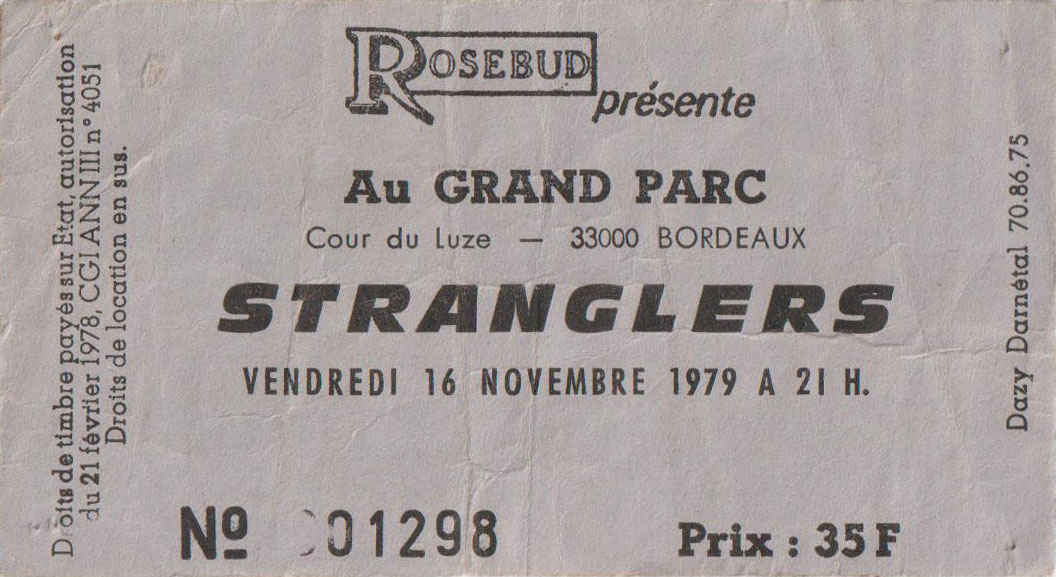 ROSEBUD
présente
Au GRAND PARC
Cour du Luze — 33000 BORDEAUX
STRANGLERS
VENDREDI 16 NOVEMBRE 1979 A 21 H.
Nº 001298
Prix : 35 F
Droits de timbre payés sur Etat, autorisation
du 21 février 1978, CGI ANN III n° 4051
Droits de location en sus.
Dazy Darnétal 70.86.75